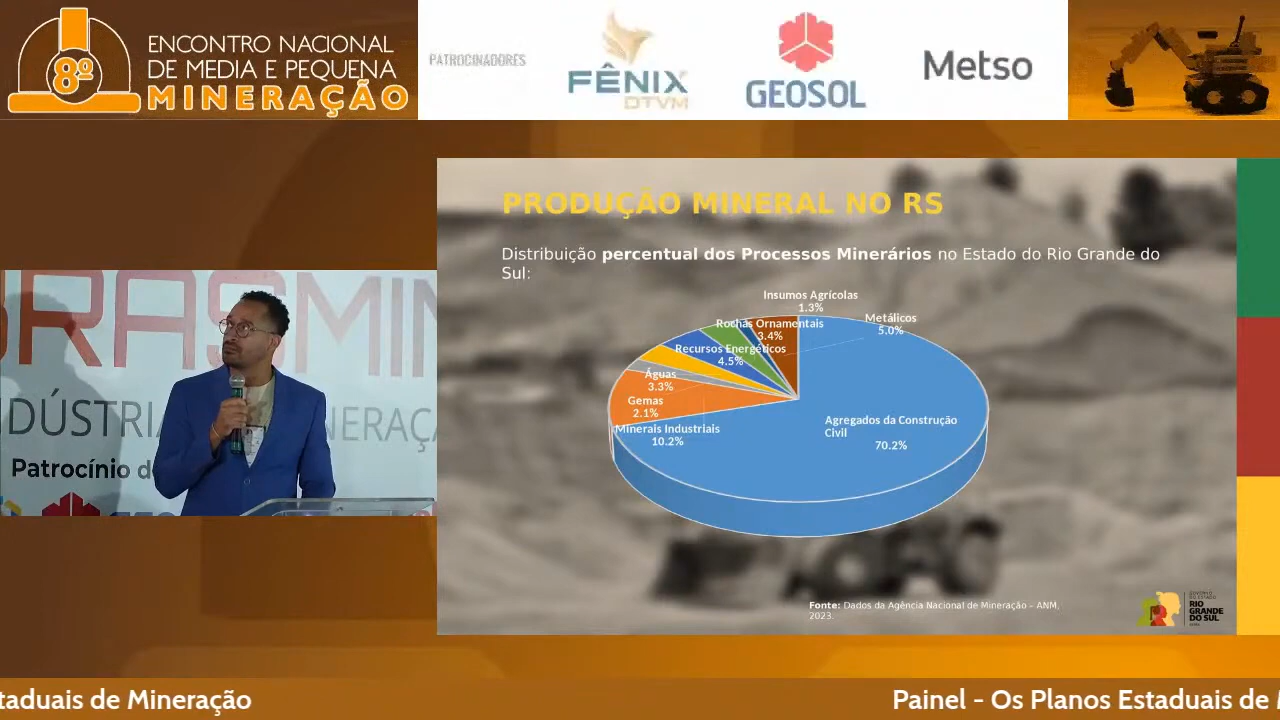 8º
ENCONTRO NACIONAL
DE MEDIA E PEQUENA
MINERAÇÃO
PATROCINADORES
FÊNIX
DTVM
GEOSOL
Metso
PRODUÇÃO MINERAL NO RS
Distribuição percentual dos Processos Minerários no Estado do Rio Grande do
Sul:
Insumos Agrícolas
1.3%
Metálicos
5.0%
Rochas Ornamentais
3.4%
Recursos Energéticos
4.5%
Águas
3.3%
Gemas
2.1%
Minerais Industriais
10.2%
Agregados da Construção
Civil
70.2%
Fonte: Dados da Agência Nacional de Mineração – ANM,
2023.
RIO
GRANDE
DO SUL
BRASMIN
DÚSTRIA
NERAÇ
Patrocínio d
taduais de Mineração
Painel - Os Planos Estaduais de